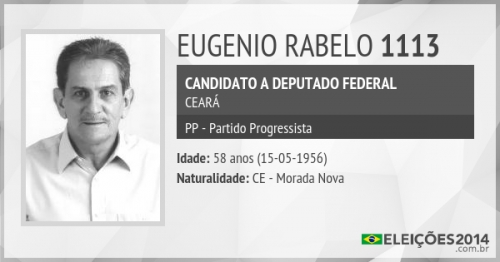 EUGENIO RABELO 1113
CANDIDATO A DEPUTADO FEDERAL
CEARÁ
PP - Partido Progressista
Idade: 58 anos (15-05-1956)
Naturalidade: CE - Morada Nova
ELEIÇÕES2014
.com.br